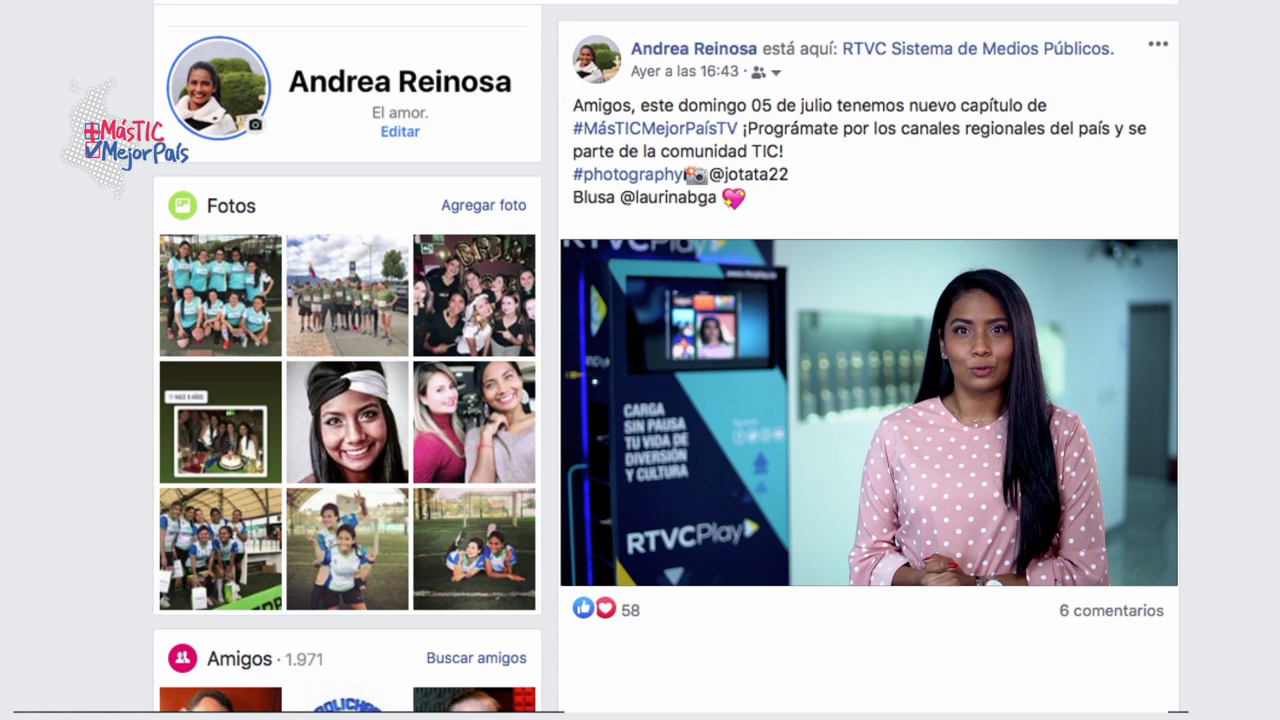 MásTIC
MejorPaís
Andrea Reinosa
El amor.
Editar
Fotos
Agregar foto
HACE 6 AÑOS
Amigos · 1.971
Buscar amigos
Andrea Reinosa está aquí: RTVC Sistema de Medios Públicos.
Ayer a las 16:43 ·
Amigos, este domingo 05 de julio tenemos nuevo capítulo de
#MásTICMejorPaísTV ¡Prográmate por los canales regionales del país y se
parte de la comunidad TIC!
#photography📸@jotata22
Blusa @laurinabga 💖
RTVCPlay
CARGA
SIN PAUSA
TU VIDA DE
DIVERSIÓN
Y CULTURA
RTVCPlay
58
6 comentarios